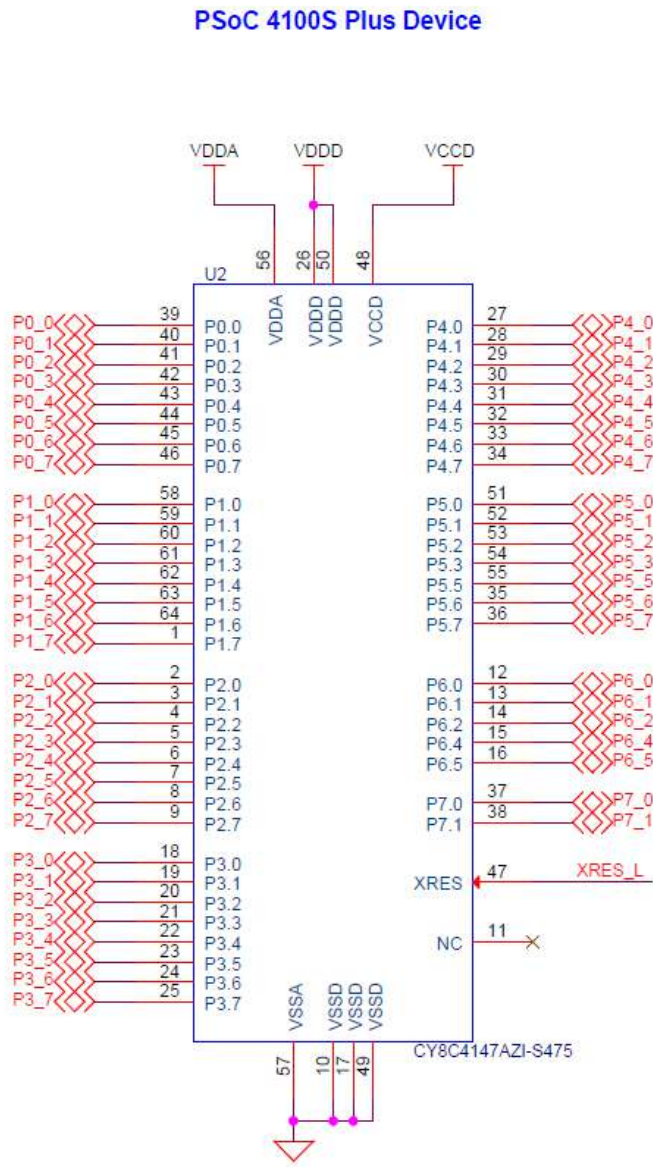 PSoC 4100S Plus Device
VDDA VDDD VCCD
56 26 50 48
U2
VDDA VDDD VDDD VCCD
P0_0 39 P0.0 P4.0 27 P4_0
P0_1 40 P0.1 P4.1 28 P4_1
P0_2 41 P0.2 P4.2 29 P4_2
P0_3 42 P0.3 P4.3 30 P4_3
P0_4 43 P0.4 P4.4 31 P4_4
P0_5 44 P0.5 P4.5 32 P4_5
P0_6 45 P0.6 P4.6 33 P4_6
P0_7 46 P0.7 P4.7 34 P4_7
P1_0 58 P1.0 P5.0 51 P5_0
P1_1 59 P1.1 P5.1 52 P5_1
P1_2 60 P1.2 P5.2 53 P5_2
P1_3 61 P1.3 P5.3 54 P5_3
P1_4 62 P1.4 P5.5 55 P5_5
P1_5 63 P1.5 P5.6 35 P5_6
P1_6 64 P1.6 P5.7 36 P5_7
P1_7 1 P1.7
P2_0 2 P2.0 P6.0 12 P6_0
P2_1 3 P2.1 P6.1 13 P6_1
P2_2 4 P2.2 P6.2 14 P6_2
P2_3 5 P2.3 P6.4 15 P6_4
P2_4 6 P2.4 P6.5 16 P6_5
P2_5 7 P2.5
P2_6 8 P2.6 P7.0 37 P7_0
P2_7 9 P2.7 P7.1 38 P7_1
P3_0 18 P3.0
P3_1 19 P3.1 XRES 47 XRES_L
P3_2 20 P3.2
P3_3 21 P3.3
P3_4 22 P3.4 NC 11
P3_5 23 P3.5
P3_6 24 P3.6
P3_7 25 P3.7
VSSA VSSD VSSD VSSD
CY8C4147AZI-S475
57 10 17 49